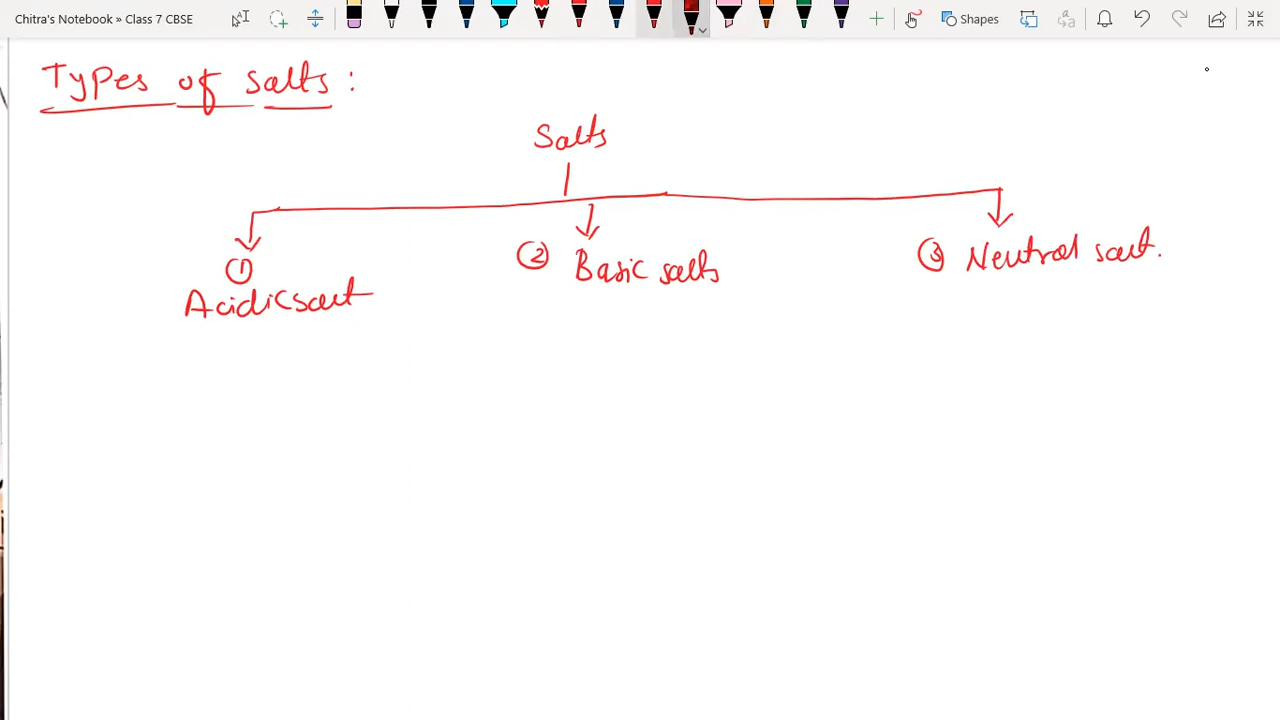 Chitra's Notebook » Class 7 CBSE
Shapes
Types of salts :
Salts
① Acidic salt
② Basic salts
③ Neutral salt.